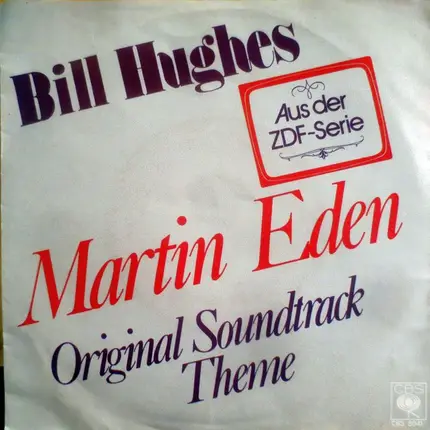 Bill Hughes
Aus der
ZDF-Serie
Martin Eden
Original Soundtrack
Theme
CBS